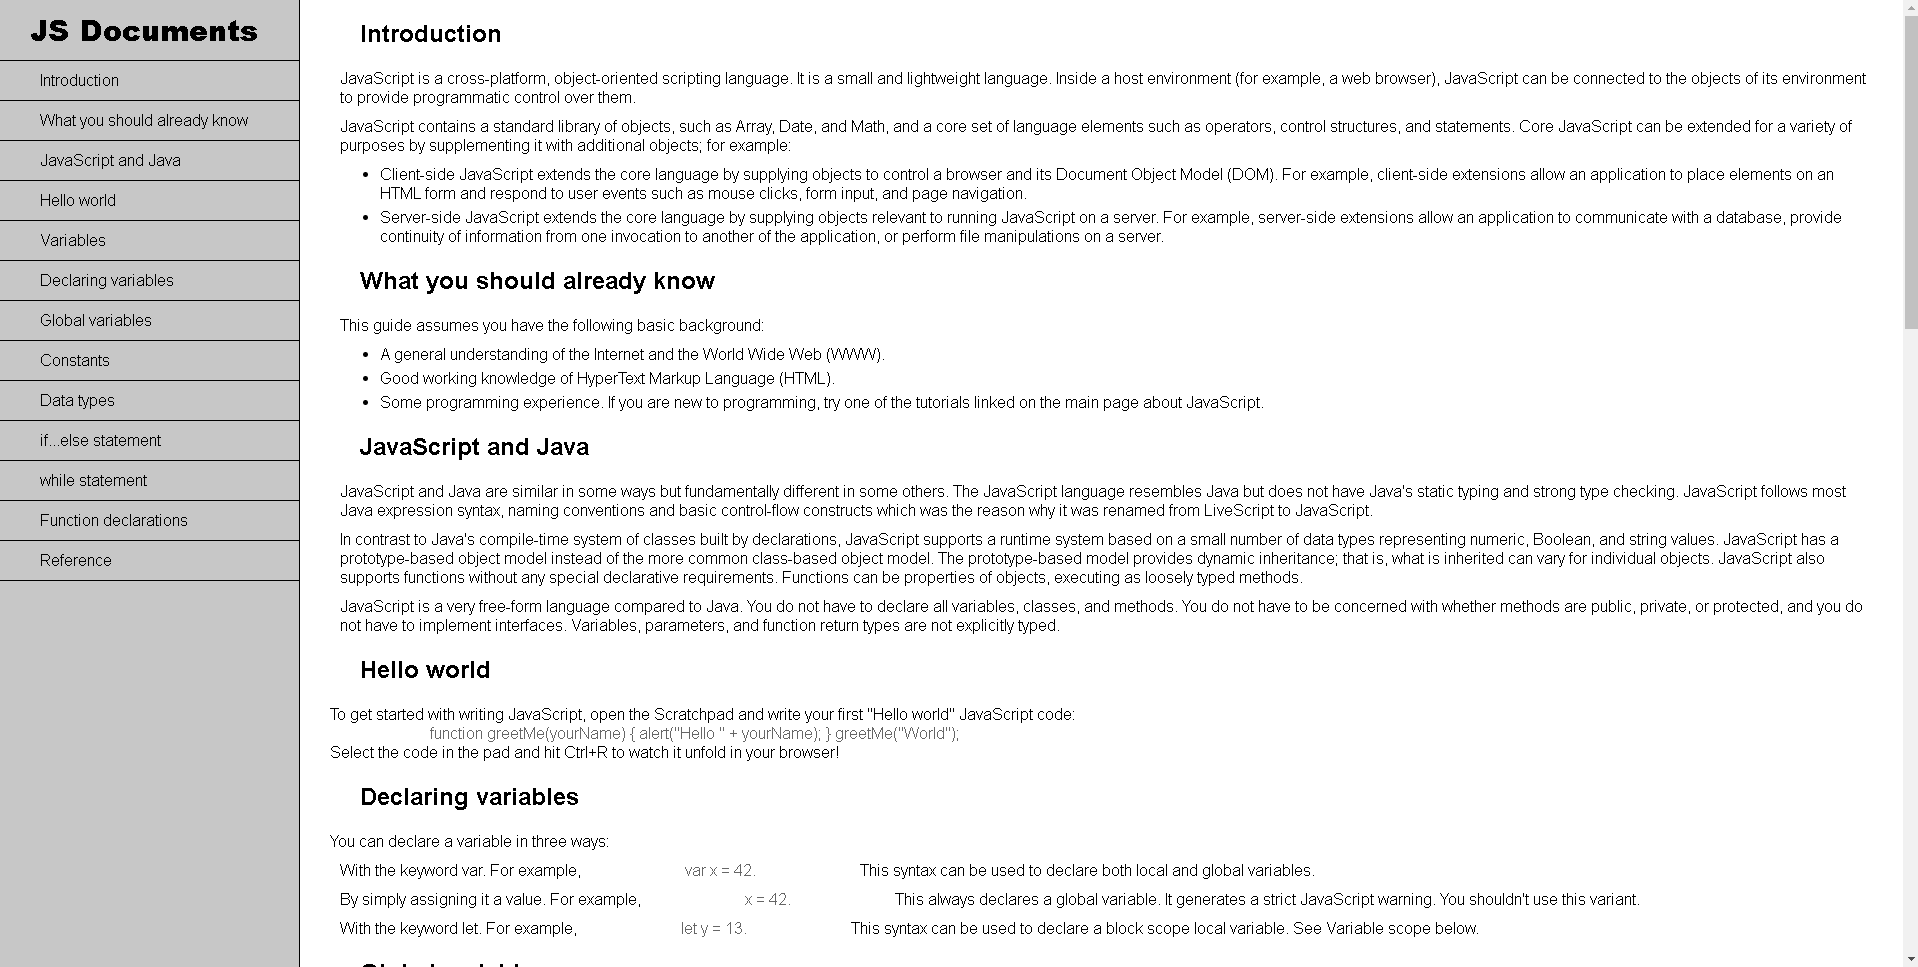 JS Documents
Introduction
What you should already know
JavaScript and Java
Hello world
Variables
Declaring variables
Global variables
Constants
Data types
if...else statement
while statement
Function declarations
Reference
Introduction
JavaScript is a cross-platform, object-oriented scripting language. It is a small and lightweight language. Inside a host environment (for example, a web browser), JavaScript can be connected to the objects of its environment
to provide programmatic control over them.
JavaScript contains a standard library of objects, such as Array, Date, and Math, and a core set of language elements such as operators, control structures, and statements. Core JavaScript can be extended for a variety of
purposes by supplementing it with additional objects; for example:
• Client-side JavaScript extends the core language by supplying objects to control a browser and its Document Object Model (DOM). For example, client-side extensions allow an application to place elements on an
HTML form and respond to user events such as mouse clicks, form input, and page navigation.
• Server-side JavaScript extends the core language by supplying objects relevant to running JavaScript on a server. For example, server-side extensions allow an application to communicate with a database, provide
continuity of information from one invocation to another of the application, or perform file manipulations on a server.
What you should already know
This guide assumes you have the following basic background:
• A general understanding of the Internet and the World Wide Web (WWW).
• Good working knowledge of HyperText Markup Language (HTML).
• Some programming experience. If you are new to programming, try one of the tutorials linked on the main page about JavaScript.
JavaScript and Java
JavaScript and Java are similar in some ways but fundamentally different in some others. The JavaScript language resembles Java but does not have Java's static typing and strong type checking. JavaScript follows most
Java expression syntax, naming conventions and basic control-flow constructs which was the reason why it was renamed from LiveScript to JavaScript.
In contrast to Java's compile-time system of classes built by declarations, JavaScript supports a runtime system based on a small number of data types representing numeric, Boolean, and string values. JavaScript has a
prototype-based object model instead of the more common class-based object model. The prototype-based model provides dynamic inheritance; that is, what is inherited can vary for individual objects. JavaScript also
supports functions without any special declarative requirements. Functions can be properties of objects, executing as loosely typed methods.
JavaScript is a very free-form language compared to Java. You do not have to declare all variables, classes, and methods. You do not have to be concerned with whether methods are public, private, or protected, and you do
not have to implement interfaces. Variables, parameters, and function return types are not explicitly typed.
Hello world
To get started with writing JavaScript, open the Scratchpad and write your first "Hello world" JavaScript code:
function greetMe(yourName) { alert("Hello " + yourName); } greetMe("World");
Select the code in the pad and hit Ctrl+R to watch it unfold in your browser!
Declaring variables
You can declare a variable in three ways:
With the keyword var. For example, var x = 42. This syntax can be used to declare both local and global variables.
By simply assigning it a value. For example, x = 42. This always declares a global variable. It generates a strict JavaScript warning. You shouldn't use this variant.
With the keyword let. For example, let y = 13. This syntax can be used to declare a block scope local variable. See Variable scope below.